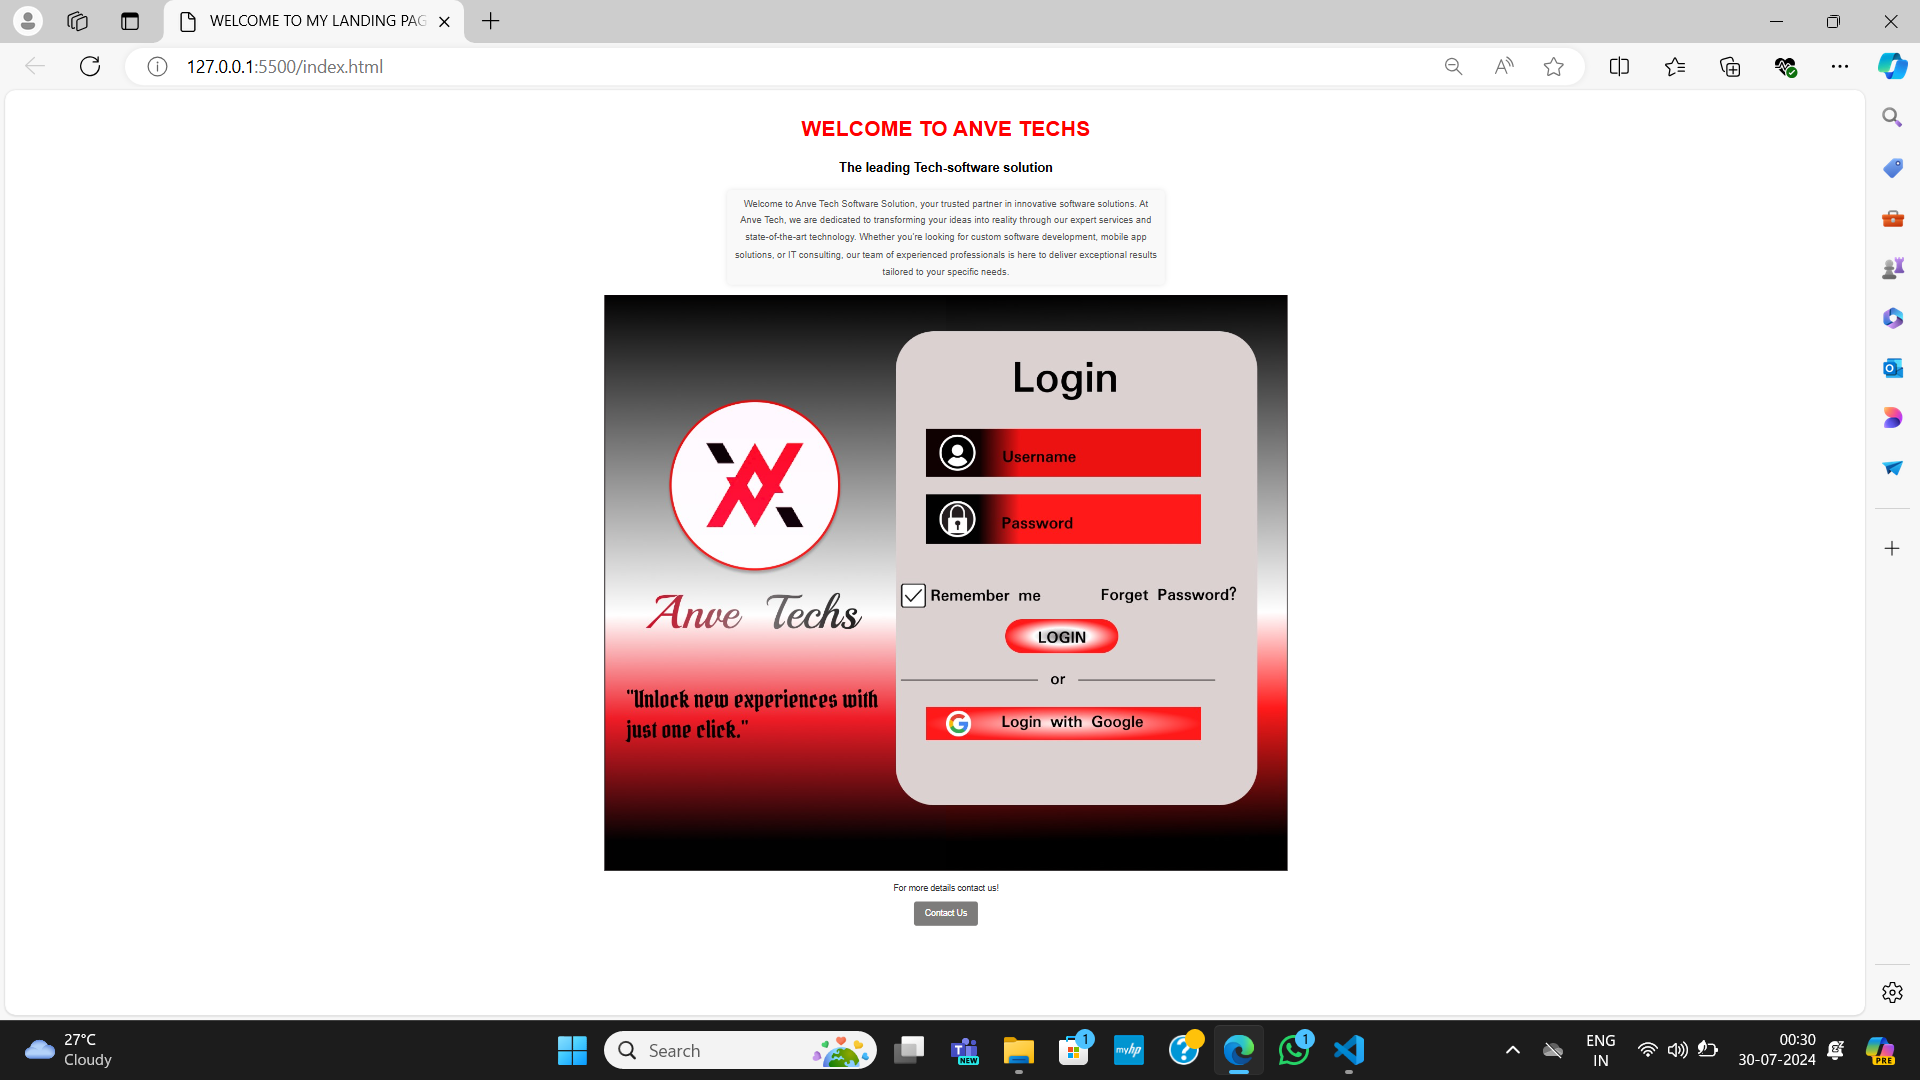 WELCOME TO MY LANDING PAG
127.0.0.1:5500/index.html
WELCOME TO ANVE TECHS
The leading Tech-software solution
Welcome to Anve Tech Software Solution, your trusted partner in innovative software solutions. At
Anve Tech, we are dedicated to transforming your ideas into reality through our expert services and
state-of-the-art technology. Whether you're looking for custom software development, mobile app
solutions, or IT consulting, our team of experienced professionals is here to deliver exceptional results
tailored to your specific needs.
Anve Techs
"Unlock new experiences with
just one click."
Login
Username
Password
Remember me Forget Password?
LOGIN
or
Login with Google
For more details contact us!
Contact Us
27°C
Cloudy
Search
NEW
1
myhp
1
ENG
IN
00:30
30-07-2024
PRE